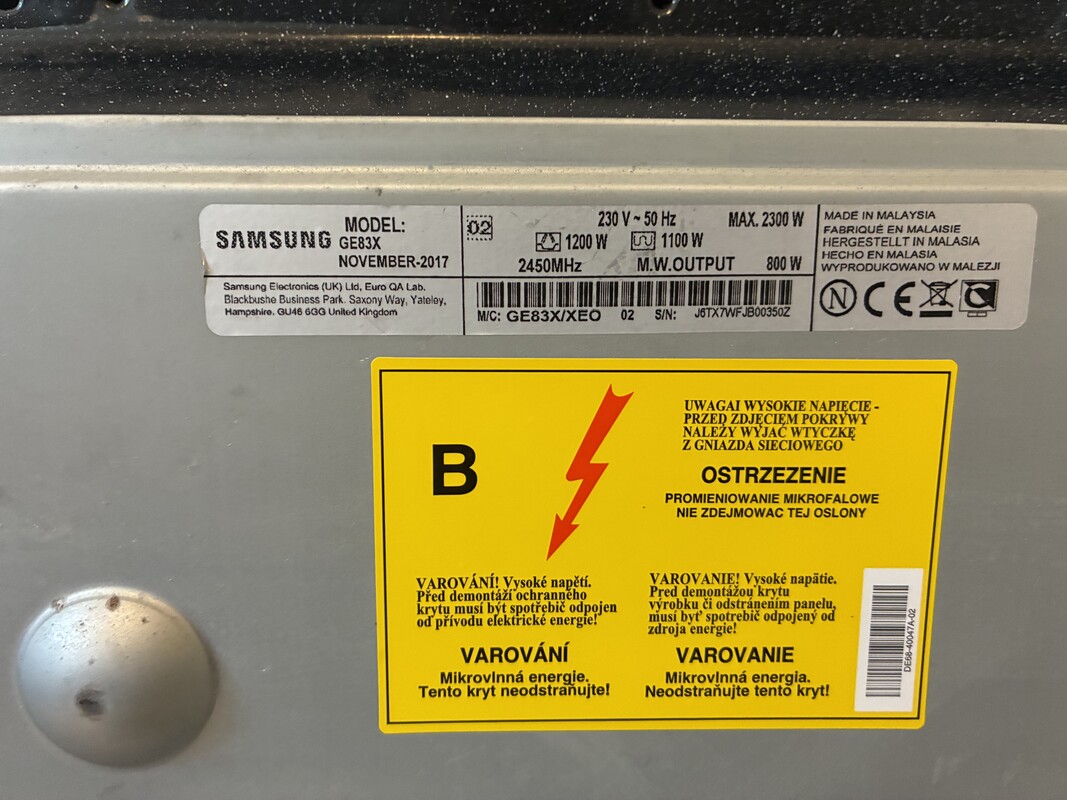 SAMSUNG
MODEL:
GE83X
NOVEMBER-2017
Samsung Electronics (UK) Ltd, Euro QA Lab.
Blackbushe Business Park. Saxony Way, Yateley,
Hampshire. GU46 6GG United Kingdom
02
230 V ~ 50 Hz MAX. 2300 W
1200 W 1100 W
2450MHz M.W.OUTPUT 800 W
M/C: GE83X/XEO 02 S/N: J6TX7WFJB00350Z
MADE IN MALAYSIA
FABRIQUÉ EN MALAISIE
HERGESTELLT IN MALASIA
HECHO EN MALASIA
WYPRODUKOWANO W MALEZJI
N CE
B
UWAGAI WYSOKIE NAPIĘCIE -
PRZED ZDJĘCIEM POKRYWY
NALEŻY WYJĄĆ WTYCZKĘ
Z GNIAZDA SIECIOWEGO
OSTRZEZENIE
PROMIENIOWANIE MIKROFALOWE
NIE ZDEJMOWAC TEJ OSLONY
VAROVÁNÍ! Vysoké napětí.
Před demontáží ochranného
krytu musí být spotřebič odpojen
od přívodu elektrické energie!
VAROVÁNÍ
Mikrovlnná energie.
Tento kryt neodstraňujte!
VAROVANIE! Vysoké napätie.
Pred demontážou krytu
výrobku či odstránením panelu,
musí byť spotrebič odpojený od
zdroja energie!
VAROVANIE
Mikrovlnná energia.
Neodstraňujte tento kryt!
DE68-40047A-02